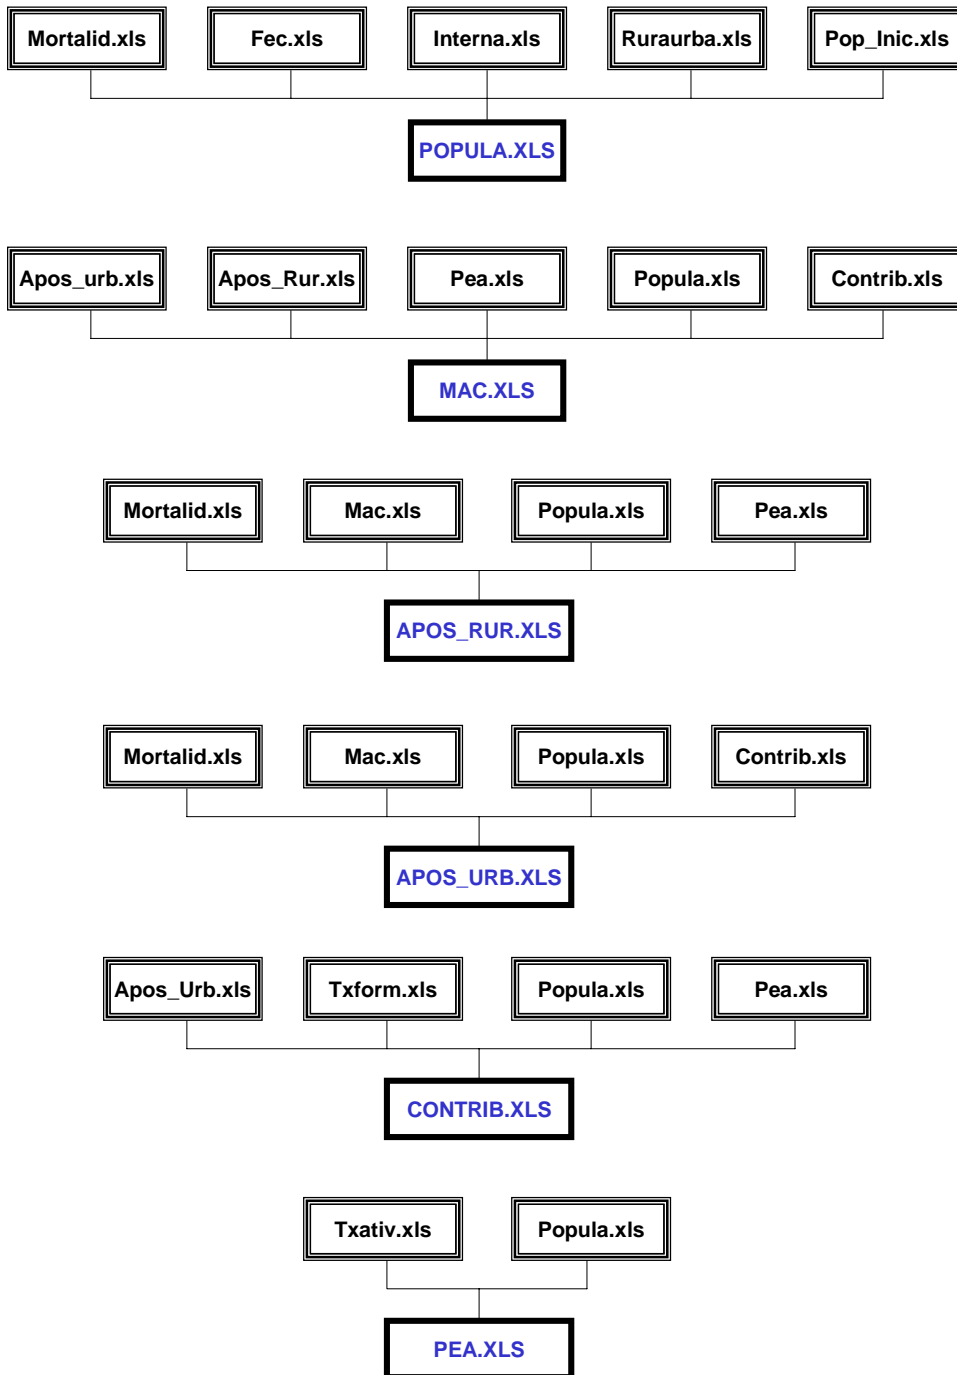 Mortalid.xls
Fec.xls
Interna.xls
Ruraurba.xls
Pop_Inic.xls
POPULA.XLS
Apos_urb.xls
Apos_Rur.xls
Pea.xls
Popula.xls
Contrib.xls
MAC.XLS
Mortalid.xls
Mac.xls
Popula.xls
Pea.xls
APOS_RUR.XLS
Mortalid.xls
Mac.xls
Popula.xls
Contrib.xls
APOS_URB.XLS
Apos_Urb.xls
Txform.xls
Popula.xls
Pea.xls
CONTRIB.XLS
Txativ.xls
Popula.xls
PEA.XLS